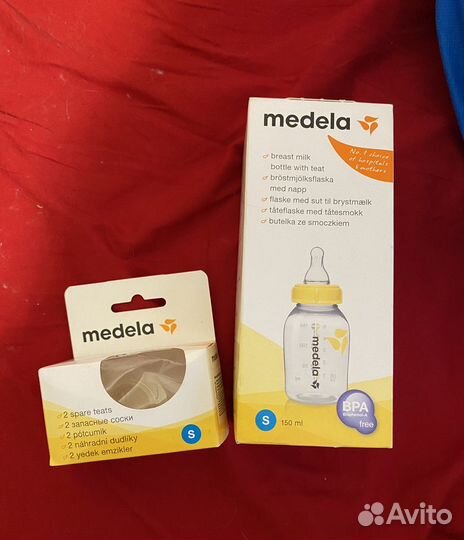 medela
No. 1 choice
of hospitals
& mothers
breast milk
bottle with teat
bröstmjölksflaska
med napp
flaske med sut til brystmælk
tåteflaske med tåtesmokk
butelka ze smoczkiem
medela
S
150 ml
BPA
Bisphenol-A
free
medela
2 spare teats
2 запасные соски
2 pótcumik
2 náhradní dudlíky
2 yedek emzikler
S
Avito